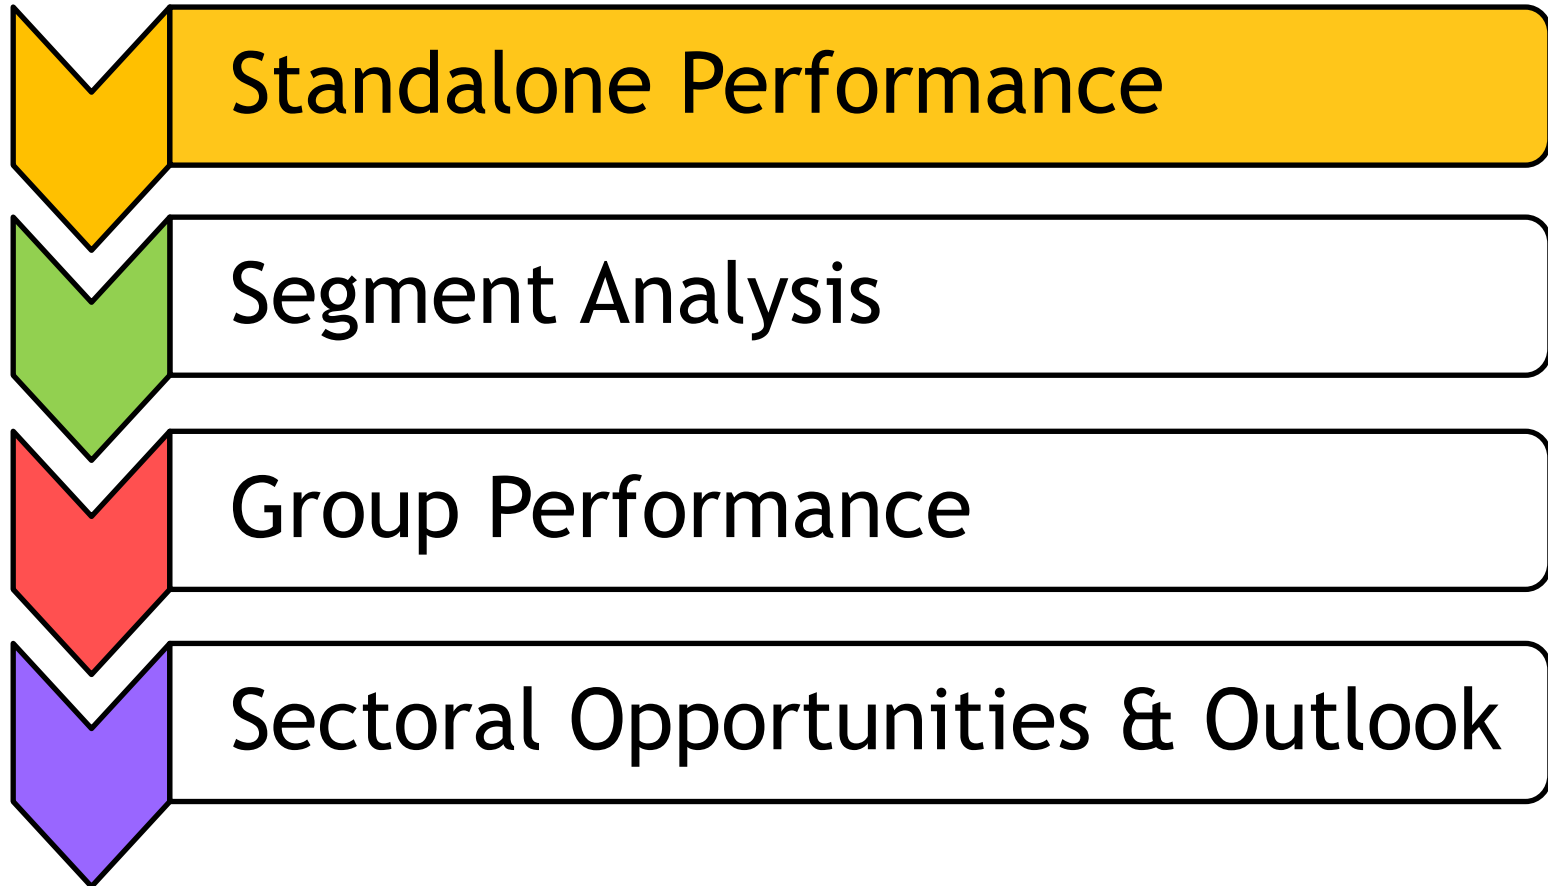 Standalone Performance
Segment Analysis
Group Performance
Sectoral Opportunities & Outlook